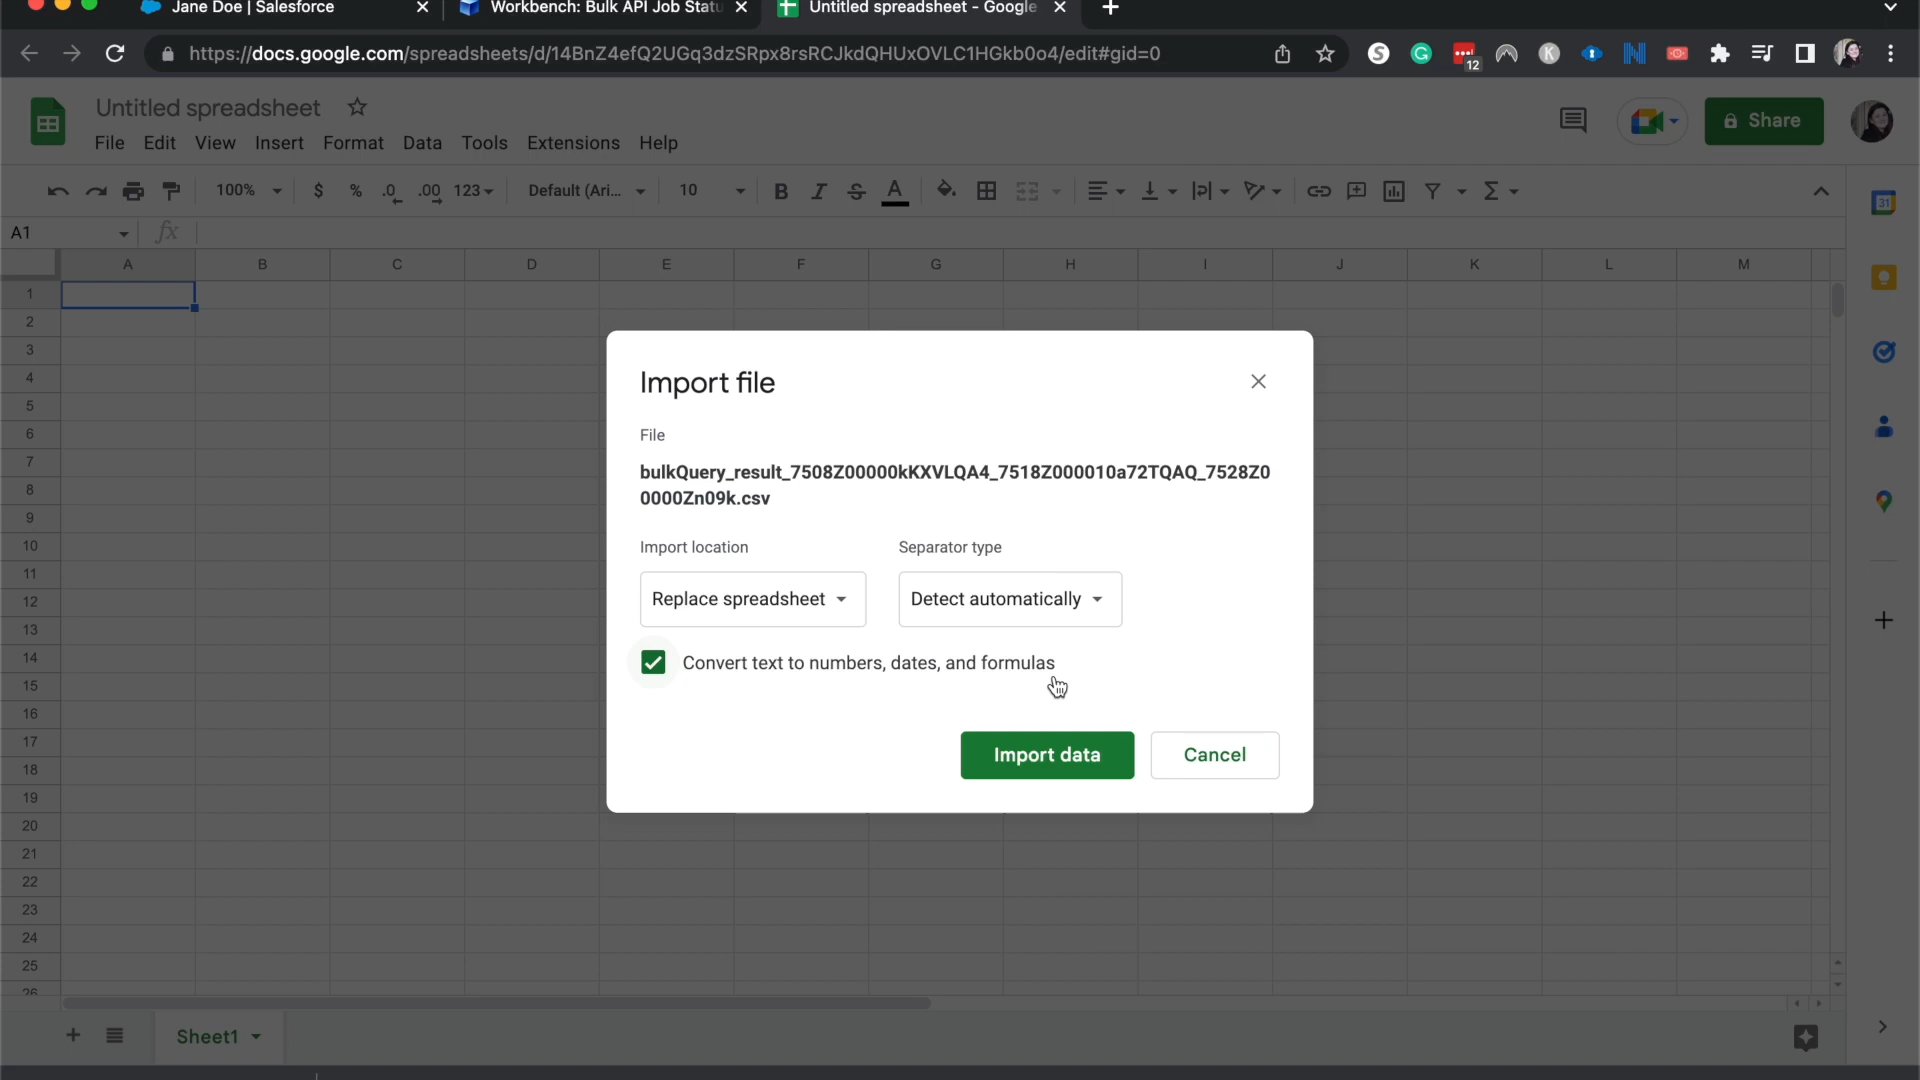 Jane Doe | Salesforce
Workbench: Bulk API Job Statu
Untitled spreadsheet - Google
https://docs.google.com/spreadsheets/d/14BnZ4efQ2UGq3dzSRpx8rsRCJkdQHUxOVLC1HGkb0o4/edit#gid=0
S G 12 K N
Untitled spreadsheet
File Edit View Insert Format Data Tools Extensions Help
Share
100% $ % .0 .00 123 Default (Ari... 10 B I S A Σ
31
A1 fx
A B C D E F G H I J K L M
1
2
3
4
5
6
7
8
9
10
11
12
13
14
15
16
17
18
19
20
21
22
23
24
25
26
Import file
File
bulkQuery_result_7508Z00000kKXVLQA4_7518Z000010a72TQAQ_7528Z0
0000Zn09k.csv
Import location Separator type
Replace spreadsheet Detect automatically
Convert text to numbers, dates, and formulas
Import data Cancel
Sheet1